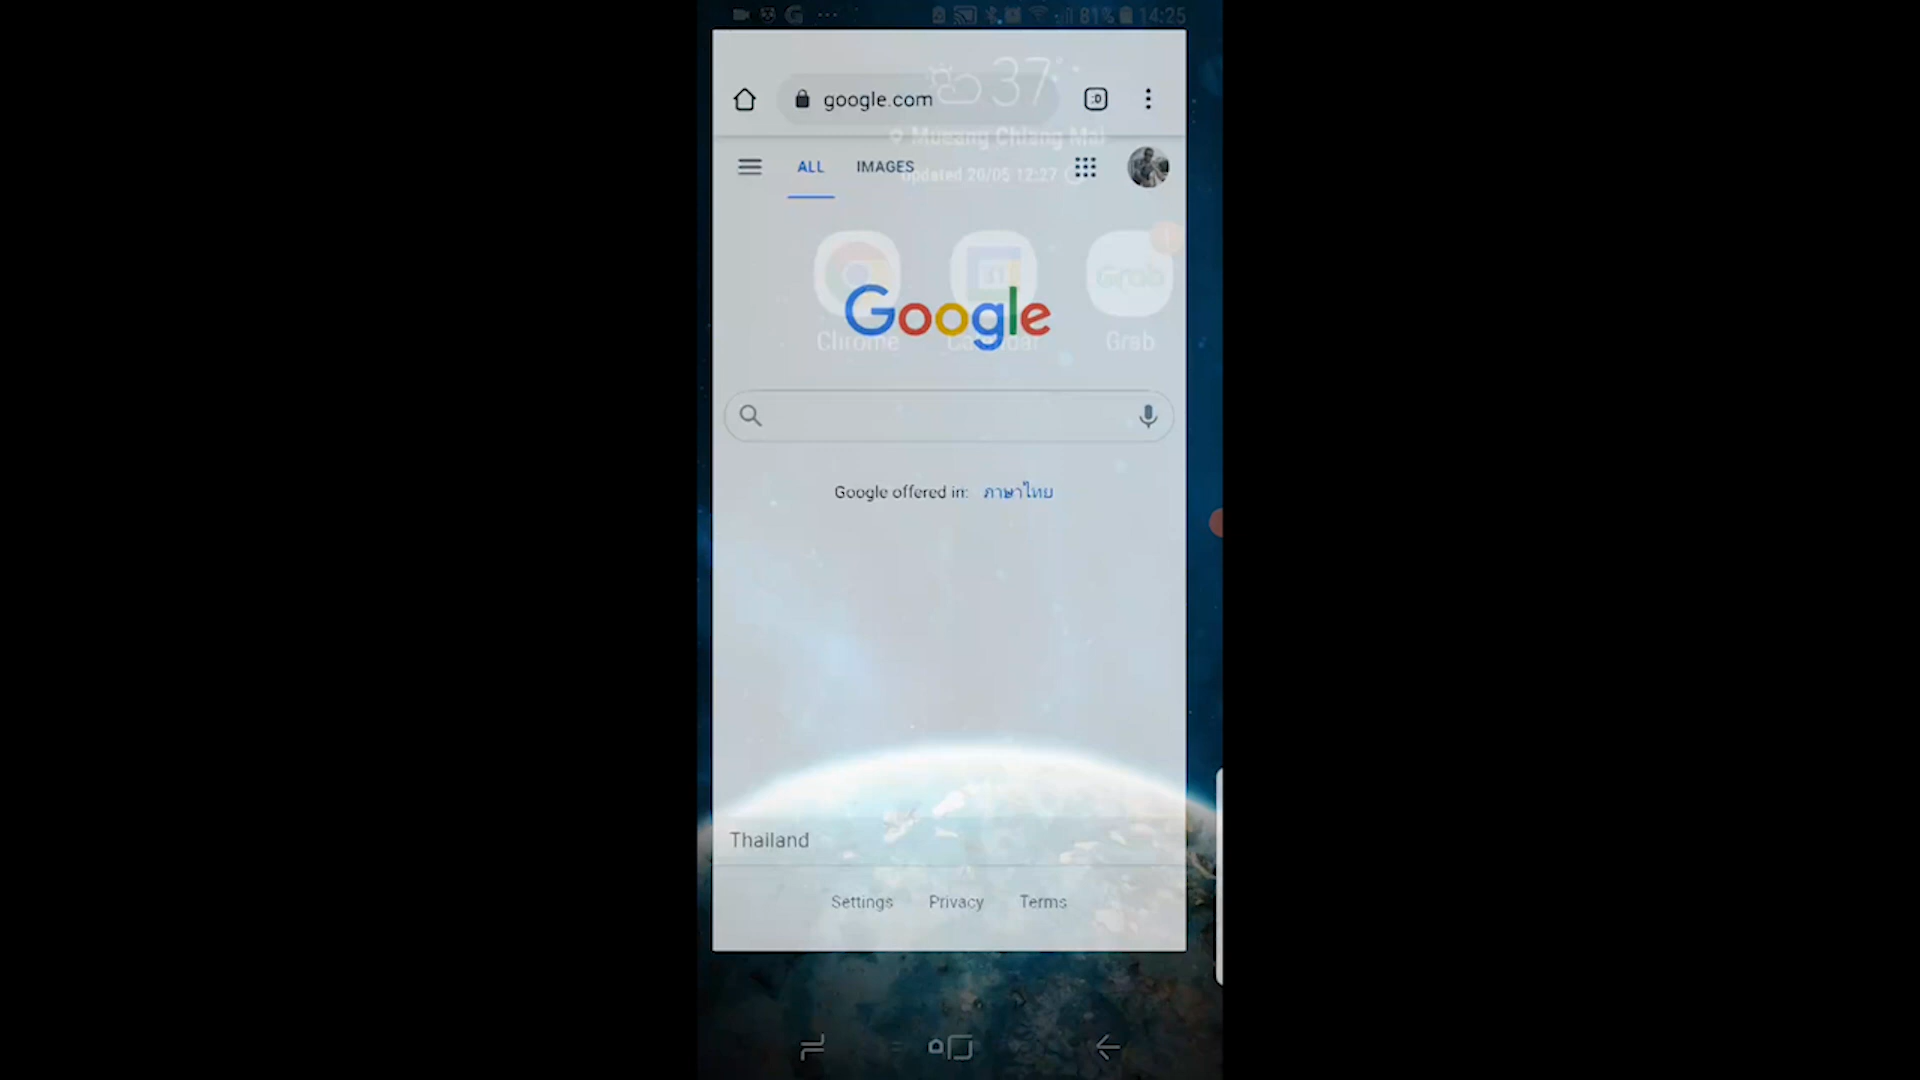 81% 14:25
google.com
37°
Mueang Chiang Mai
ALL IMAGES
Updated 20/05 12:27
Google
Chrome Calendar Grab
Google offered in: ภาษาไทย
Thailand
Settings Privacy Terms